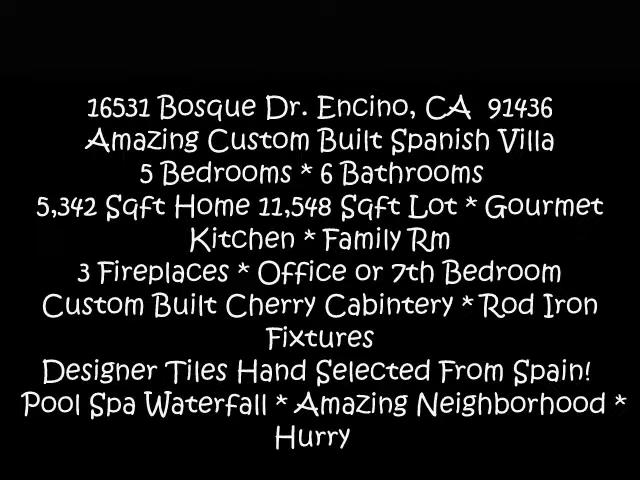 16531 Bosque Dr. Encino, CA 91436
Amazing Custom Built Spanish Villa
5 Bedrooms * 6 Bathrooms
5,342 Sqft Home 11,548 Sqft Lot * Gourmet
Kitchen * Family Rm
3 Fireplaces * Office or 7th Bedroom
Custom Built Cherry Cabintery * Rod Iron
Fixtures
Designer Tiles Hand Selected From Spain!
Pool Spa Waterfall * Amazing Neighborhood *
Hurry